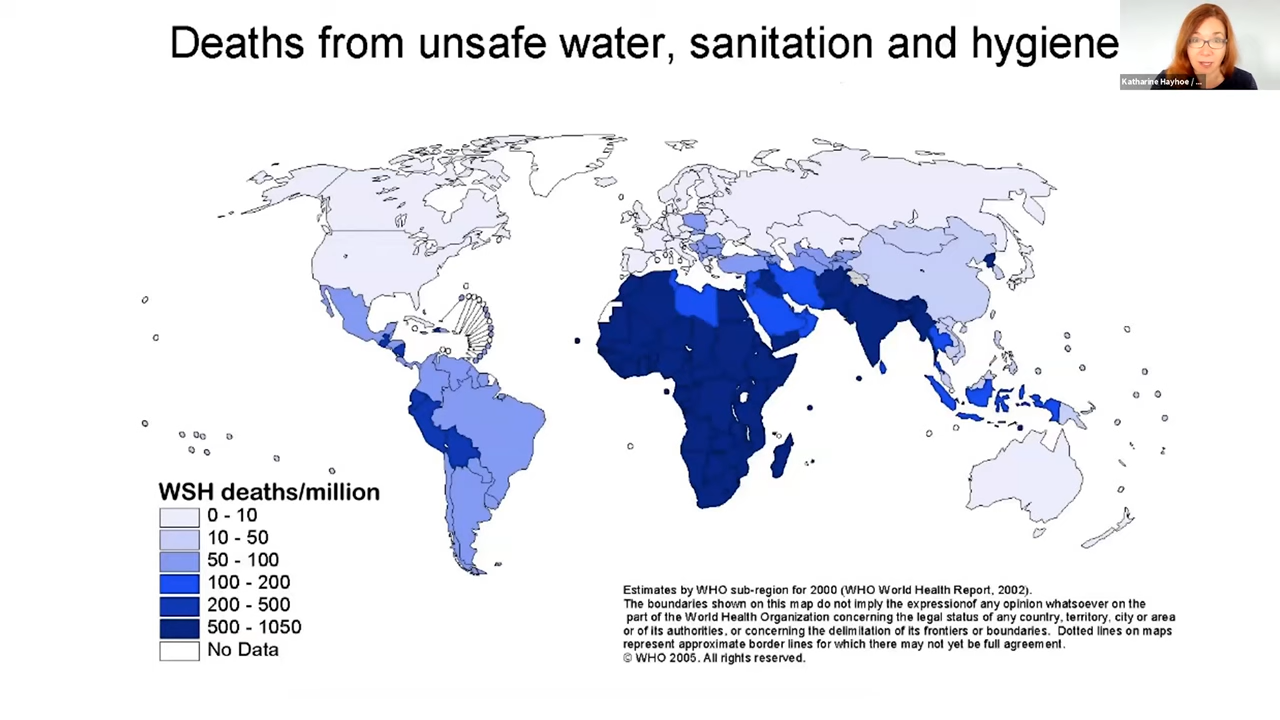 Deaths from unsafe water, sanitation and hygiene
Katharine Hayhoe / ...
WSH deaths/million
0 - 10
10 - 50
50 - 100
100 - 200
200 - 500
500 - 1050
No Data
Estimates by WHO sub-region for 2000 (WHO World Health Report, 2002).
The boundaries shown on this map do not imply the expressionof any opinion whatsoever on the
part of the World Health Organization concerning the legal status of any country, territory, city or area
or of its authorities, or concerning the delimitation of its frontiers or boundaries. Dotted lines on maps
represent approximate border lines for which there may not yet be full agreement.
© WHO 2005. All rights reserved.